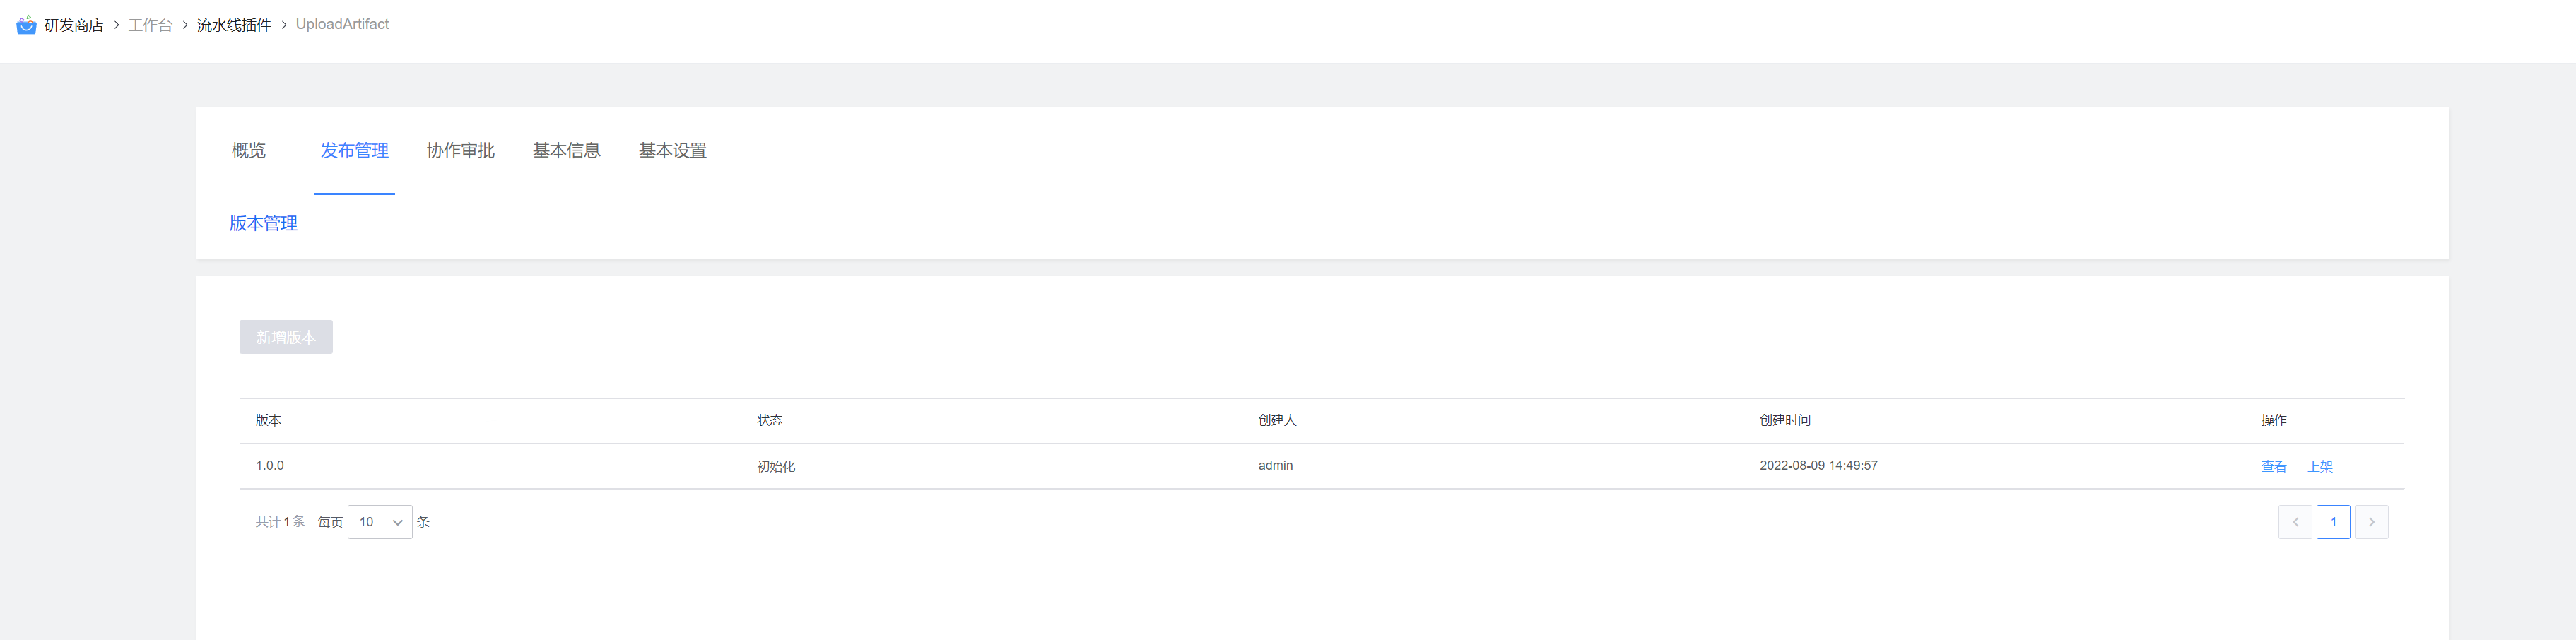 研发商店 > 工作台 > 流水线插件 > UploadArtifact
概览 发布管理 协作审批 基本信息 基本设置
版本管理
新增版本
版本 状态 创建人 创建时间 操作
1.0.0 初始化 admin 2022-08-09 14:49:57 查看 上架
共计1条 每页 10 条 1